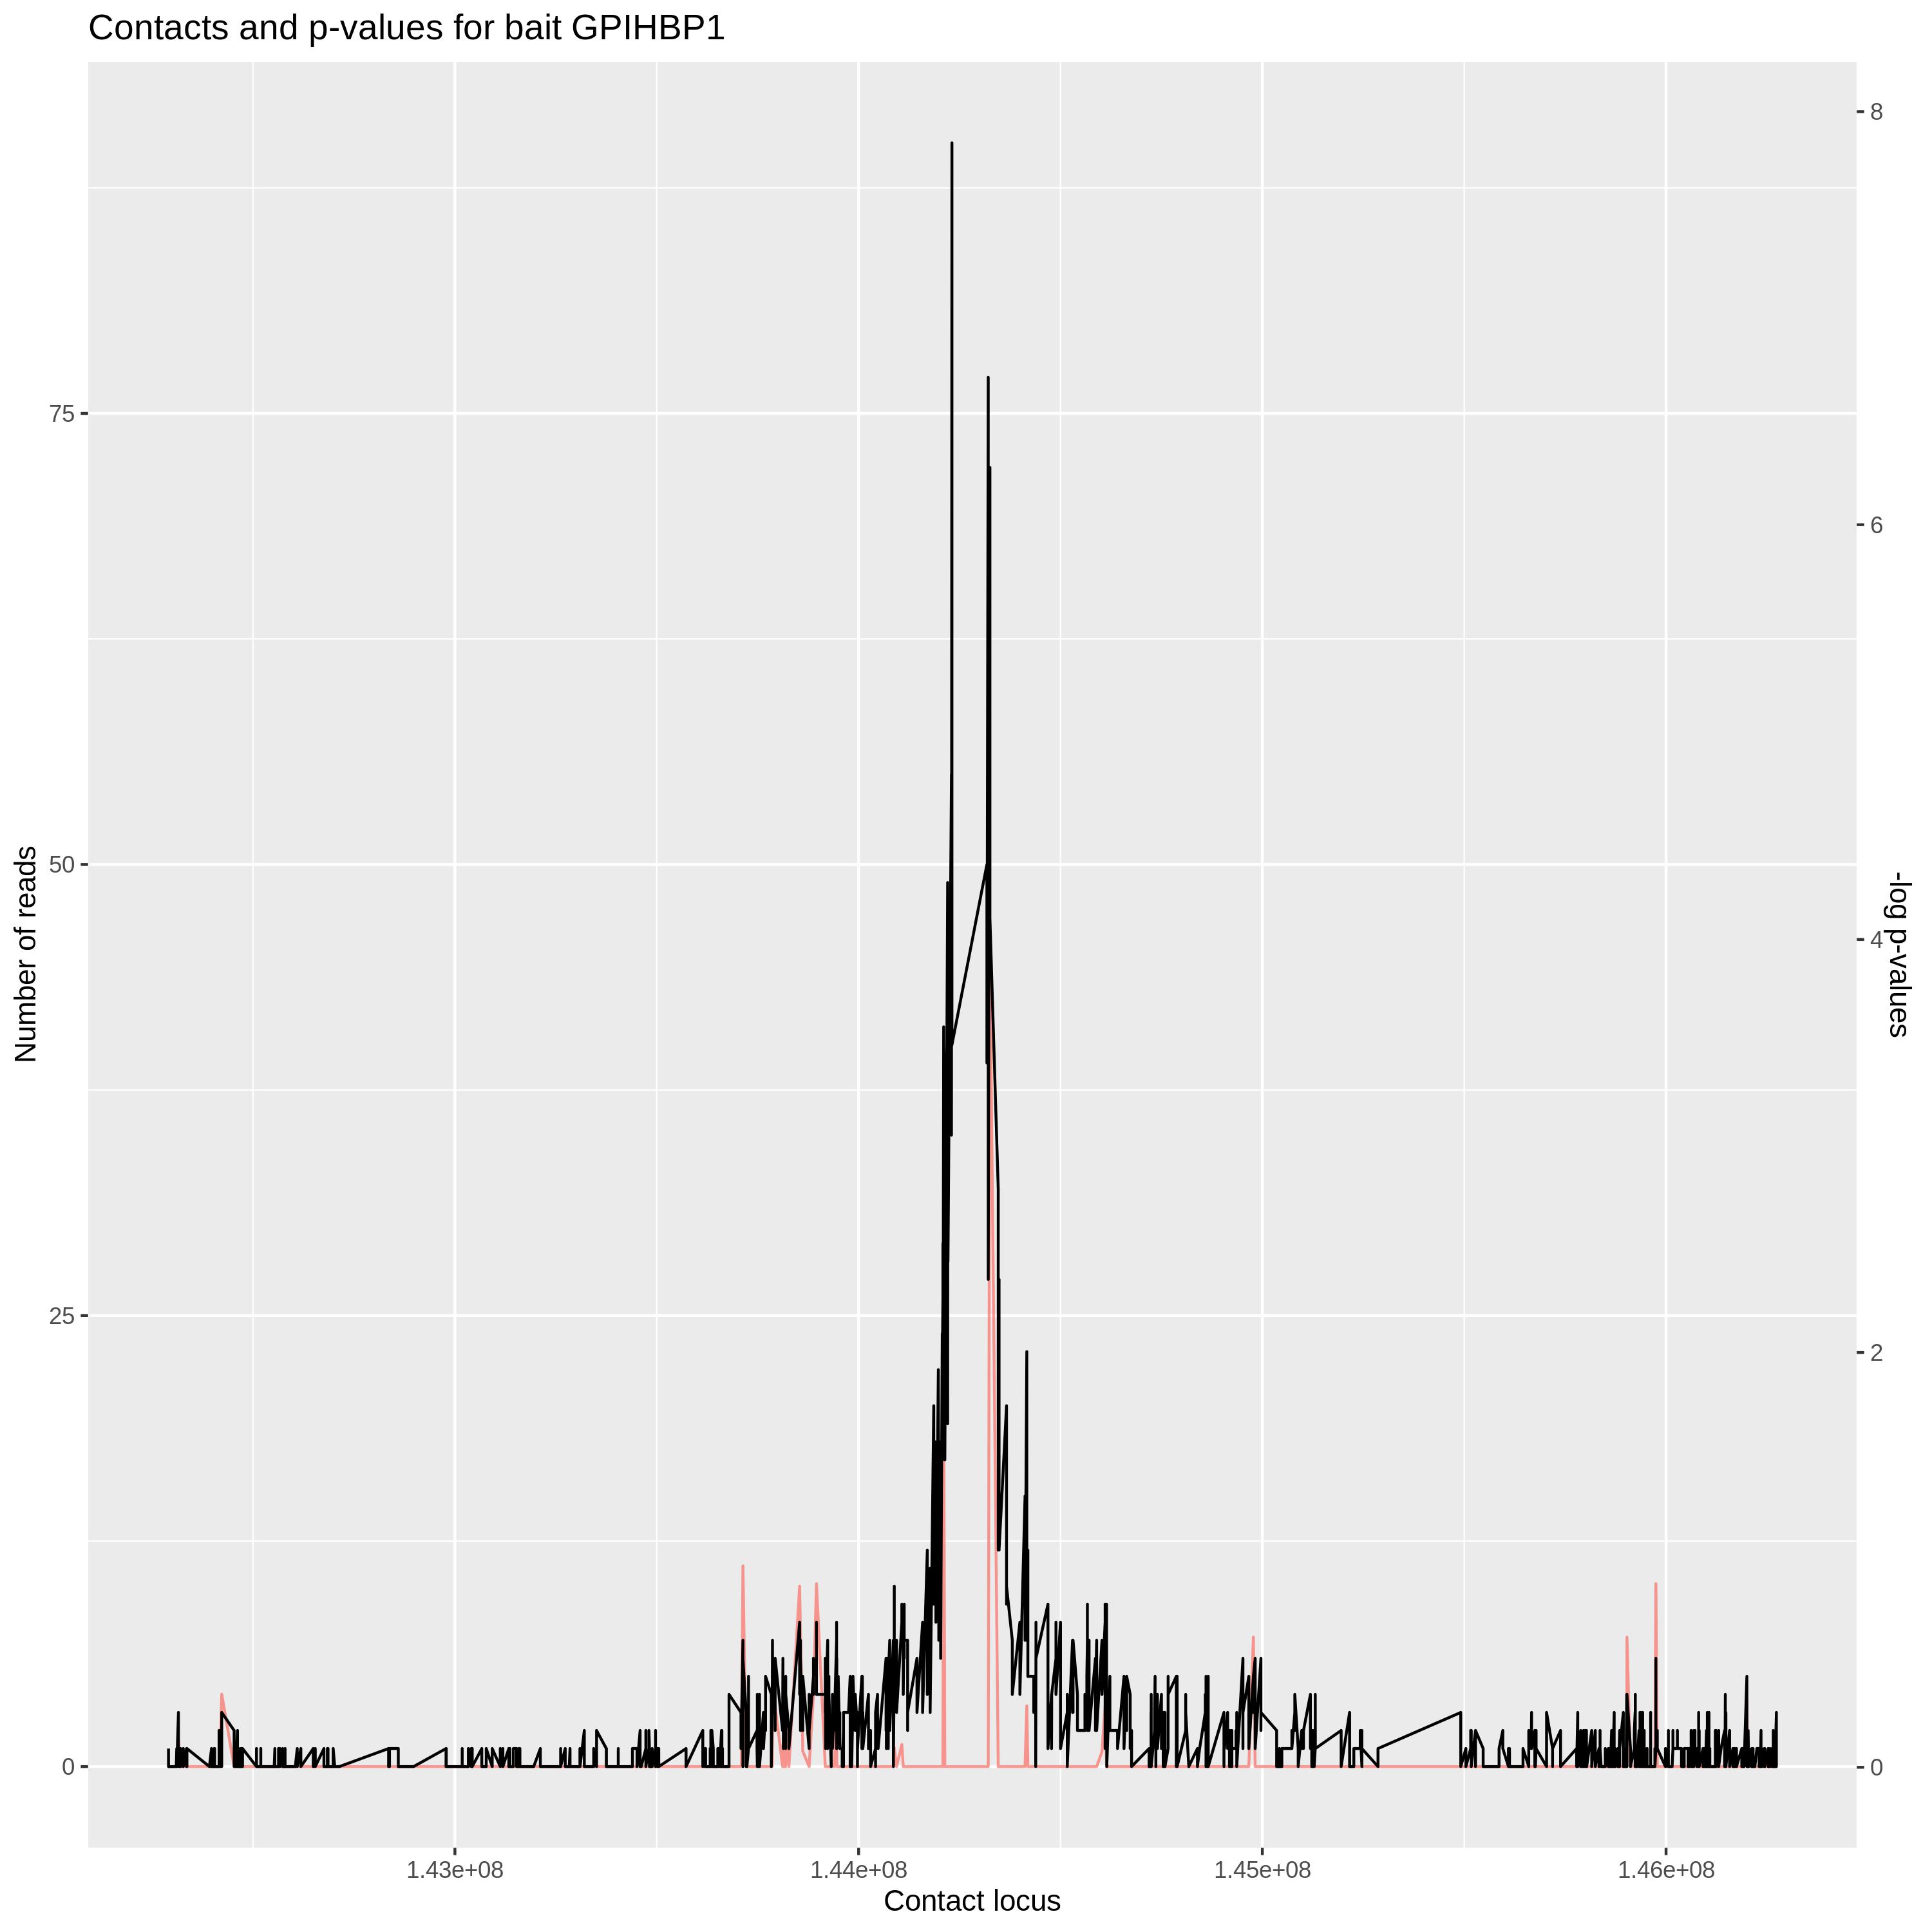 Contacts and p-values for bait GPIHBP1
Number of reads
75
50
25
0
8
6
4
2
0
-log p-values
1.43e+08
1.44e+08
1.45e+08
1.46e+08
Contact locus